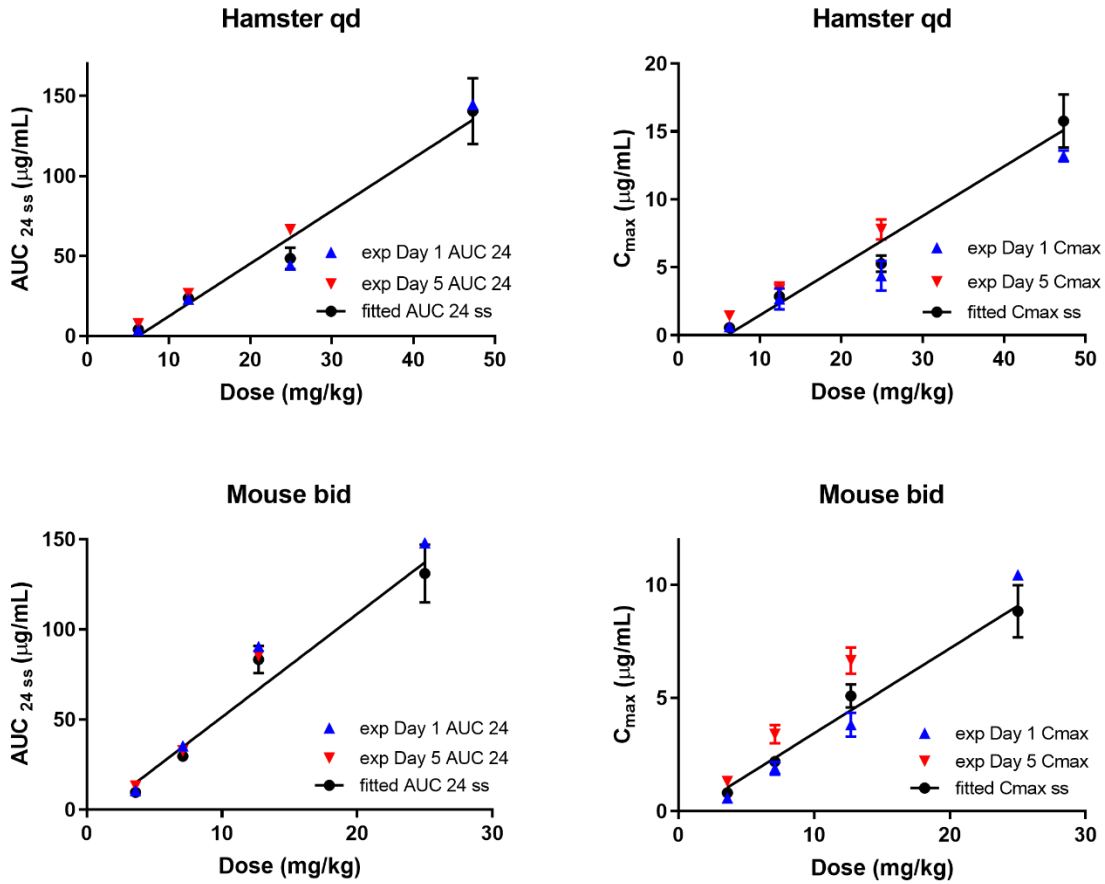 Hamster qd
AUC 24 ss (μg/mL)
150
100
50
0
0 10 20 30 40 50
Dose (mg/kg)
exp Day 1 AUC 24
exp Day 5 AUC 24
fitted AUC 24 ss
Hamster qd
Cmax (μg/mL)
20
15
10
5
0
0 10 20 30 40 50
Dose (mg/kg)
exp Day 1 Cmax
exp Day 5 Cmax
fitted Cmax ss
Mouse bid
AUC 24 ss (μg/mL)
150
100
50
0
0 10 20 30
Dose (mg/kg)
exp Day 1 AUC 24
exp Day 5 AUC 24
fitted AUC 24 ss
Mouse bid
Cmax (μg/mL)
10
5
0
0 10 20 30
Dose (mg/kg)
exp Day 1 Cmax
exp Day 5 Cmax
fitted Cmax ss